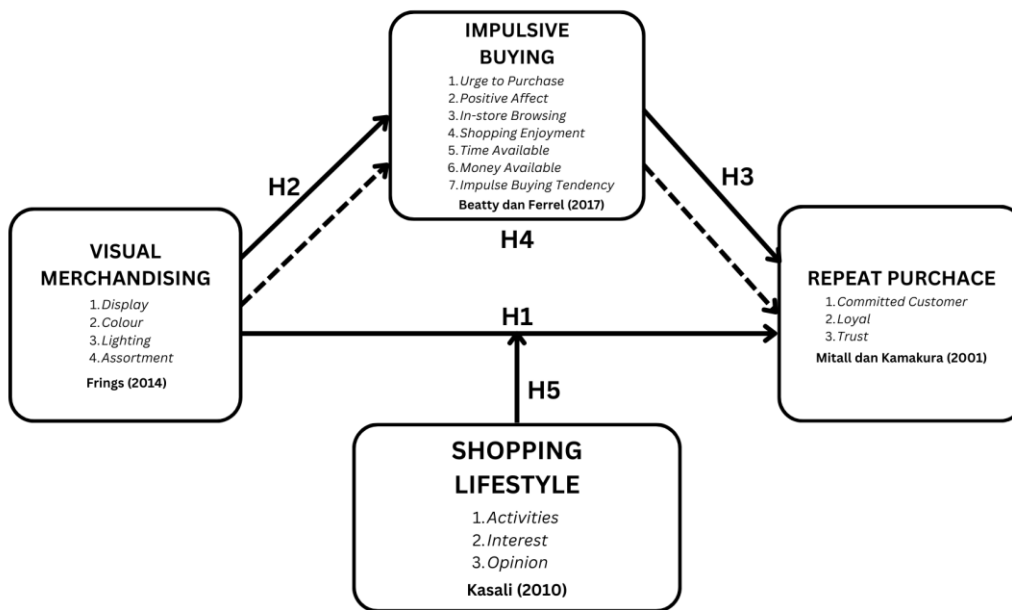 IMPULSIVE
BUYING
1. Urge to Purchase
2. Positive Affect
3. In-store Browsing
4. Shopping Enjoyment
5. Time Available
6. Money Available
7. Impulse Buying Tendency
Beatty dan Ferrel (2017)
H2
H3
H4
VISUAL
MERCHANDISING
1. Display
2. Colour
3. Lighting
4. Assortment
Frings (2014)
H1
REPEAT PURCHACE
1. Committed Customer
2. Loyal
3. Trust
Mitall dan Kamakura (2001)
H5
SHOPPING
LIFESTYLE
1. Activities
2. Interest
3. Opinion
Kasali (2010)